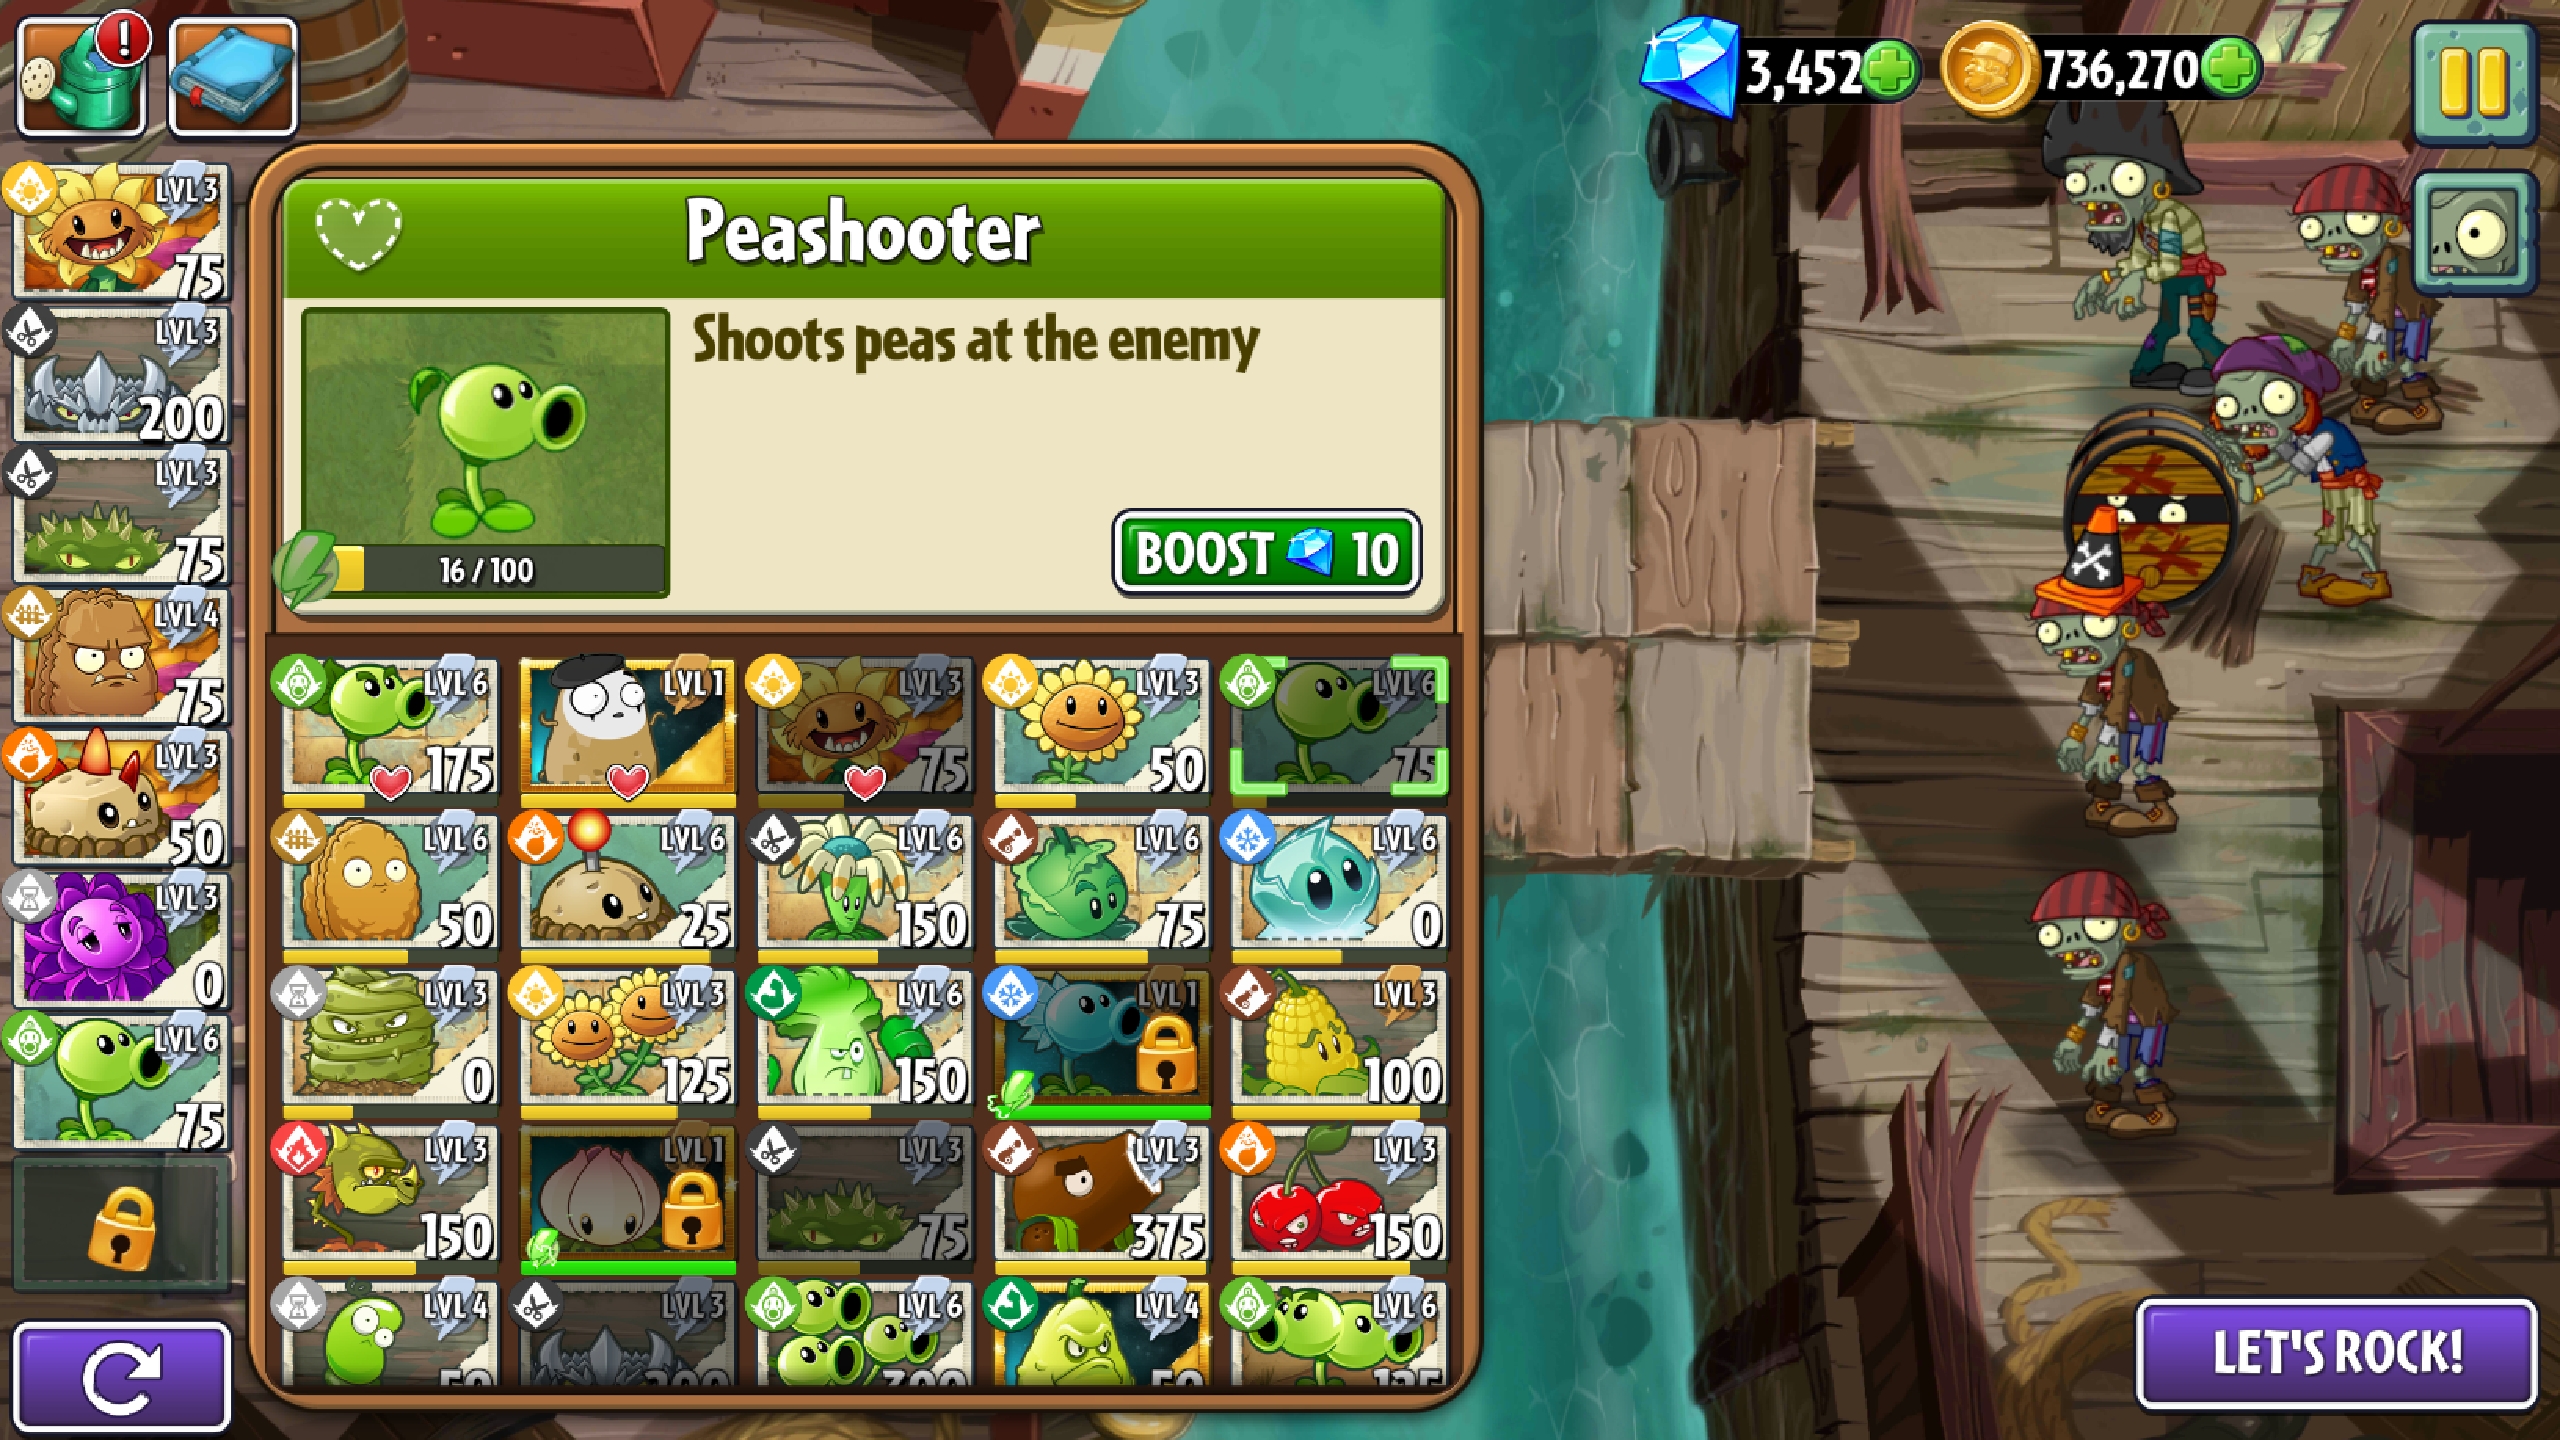 3,452
736,270
LVL 3
75
LVL 3
200
LVL 3
75
LVL 4
75
LVL 3
50
LVL 3
0
LVL 6
75
Peashooter
Shoots peas at the enemy
16 / 100
BOOST 10
LVL 6 LVL 1 LVL 3 LVL 3 LVL 6
175 75 50 75
LVL 6 LVL 6 LVL 6 LVL 6 LVL 6
50 25 150 75 0
LVL 3 LVL 3 LVL 6 LVL 1 LVL 3
0 125 150 100
LVL 3 LVL 1 LVL 3 LVL 3 LVL 3
150 75 375 150
LVL 4 LVL 3 LVL 6 LVL 4 LVL 6
50 200 300 50 125
LET'S ROCK!